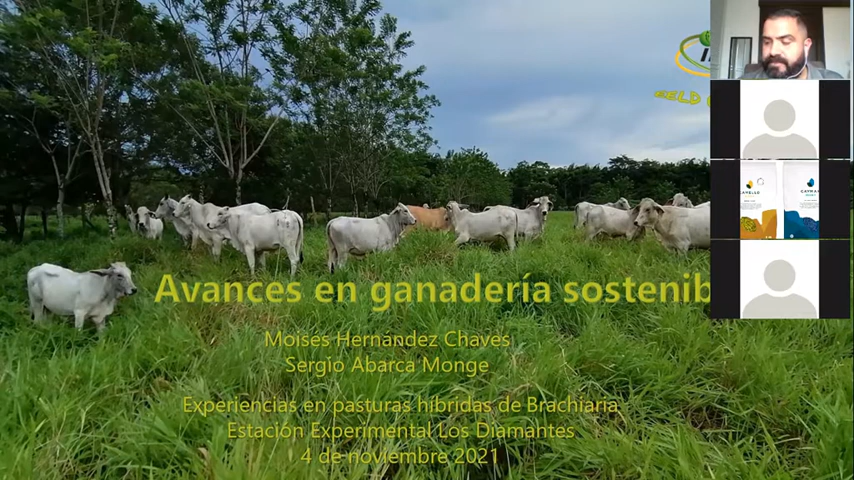 Avances en ganadería sostenib
Moises Hernandez Chaves
Sergio Abarca Monge
Experiencias en pasturas híbridas de Brachiaria
Estación Experimental Los Diamantes
4 de noviembre 2021